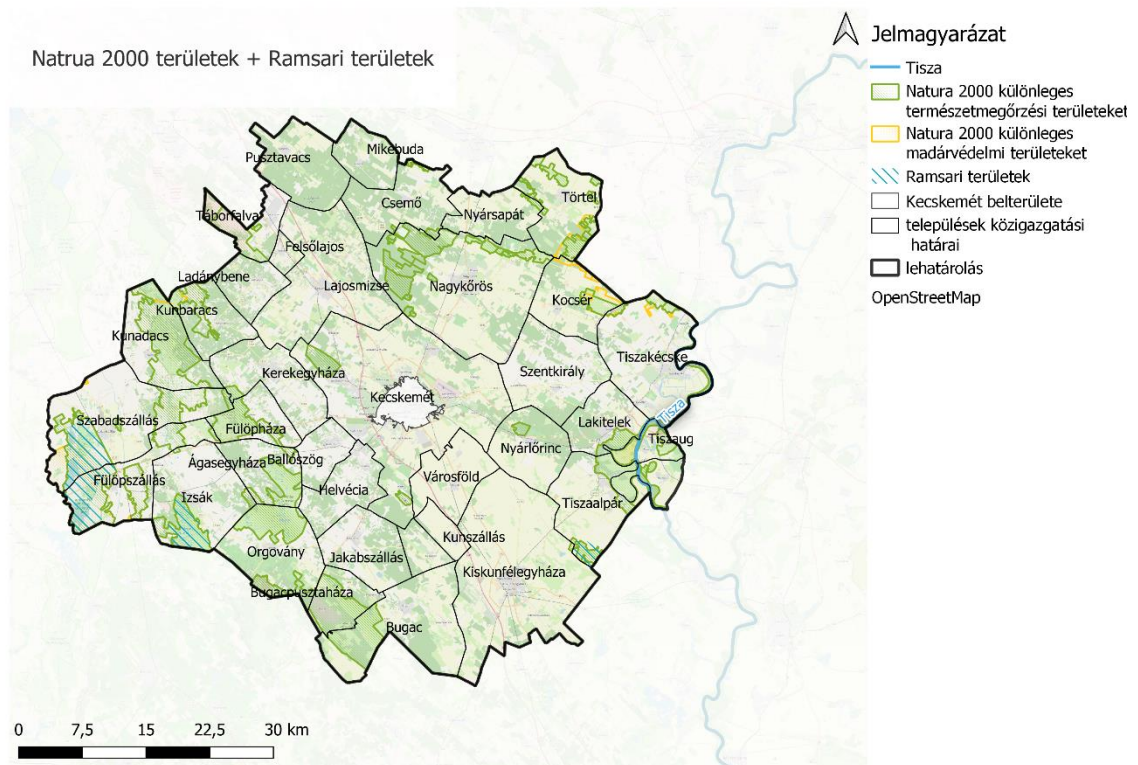 Natrua 2000 területek + Ramsari területek
Jelmagyarázat
Tisza
Natura 2000 különleges
természetmegőrzési területeket
Natura 2000 különleges
madárvédelmi területeket
Ramsari területek
Kecskemét belterülete
települések közigazgatási
határai
lehatárolás
OpenStreetMap
Pusztavacs
Mikebuda
Csemő
Nyársapát
Törtel
Táborfalva
Felsőlajos
Ladánybene
Lajosmizse
Nagykőrös
Kocsér
Kunbaracs
Kunadacs
Kerekegyháza
Szentkirály
Tiszakécske
Kecskemét
Szabadszállás
Fülöpháza
Lakitelek
Tisza
Tiszaug
Nyárlőrinc
Ágasegyháza
Ballószög
Helvécia
Városföld
Fülöpszállás
Izsák
Tiszaalpár
Orgovány
Jakabszállás
Kunszállás
Kiskunfélegyháza
Bugacpusztaháza
Bugac
0 7,5 15 22,5 30 km